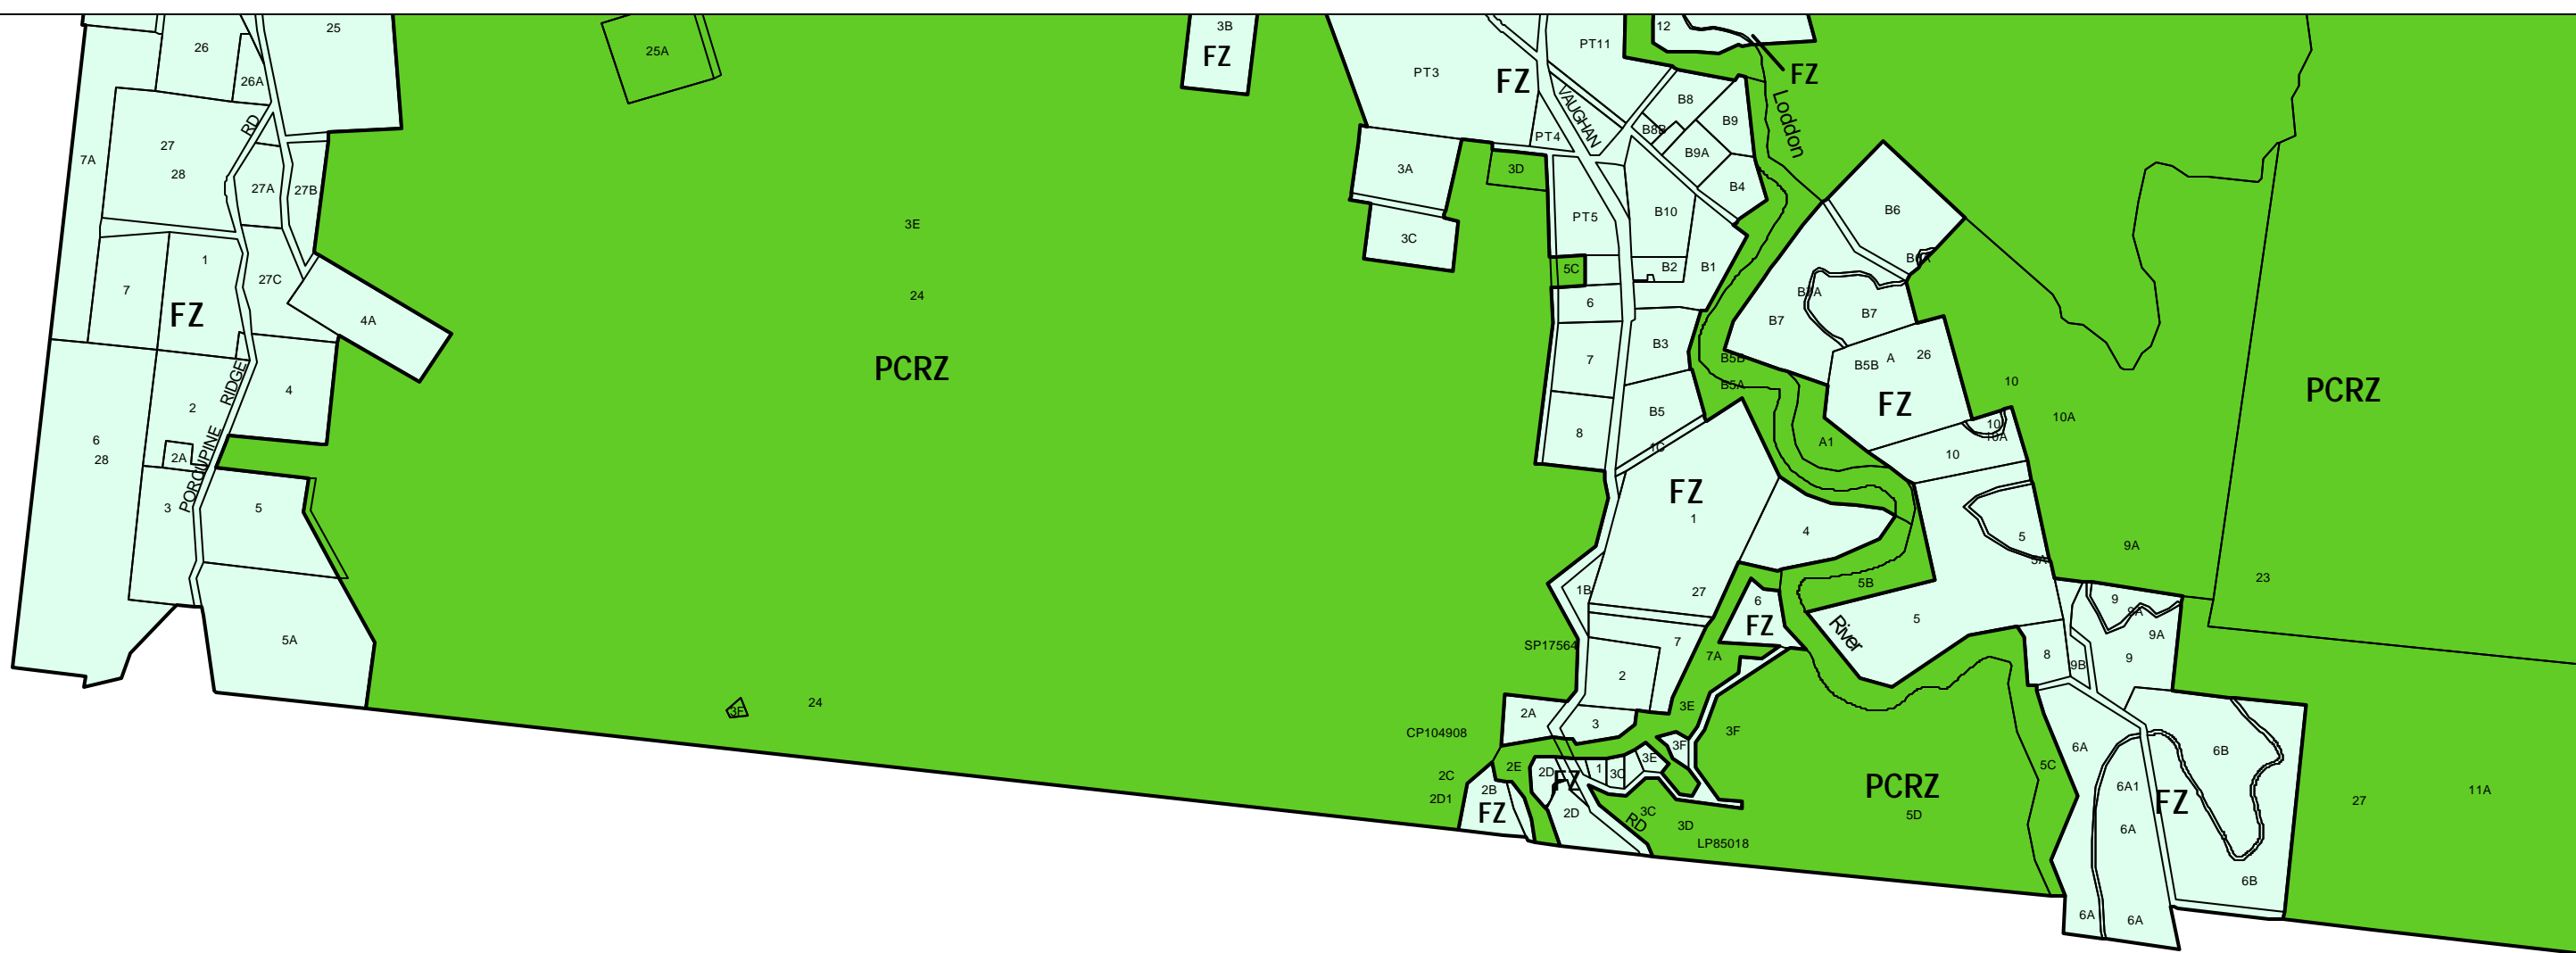 25
26
26A
25A
3B
FZ
PT3
FZ
PT11
12
FZ
7A
27
28
RD
27A
27B
3A
3D
PT4
VAUGHAN
B8
B8B
B9
B9A
B4
Loddon
3C
PT5
B10
B6
3E
24
1
7
FZ
27C
4A
5C
B2
B1
6
B7
B7
B3
7
B5B
B5A
B5B
A
26
FZ
PCRZ
PCRZ
10
10A
2
4
RIDGE
PORCUPINE
6
28
2A
3
5
8
B5
1C
A1
10
10A
10
FZ
1
4
5
5A
9A
23
1B
27
5B
6
FZ
5
River
9
9A
9A
9
9B
8
5A
SP17564
7
7A
2
3E
3F
24
2A
3
3F
CP104908
3F
PCRZ
5D
5C
6A
6B
2C
2D1
2E
2D
FZ
1
3C
3E
2B
FZ
2D
RD
3C
3D
LP85018
6A1
FZ
6A
27
11A
6B
6A
6A